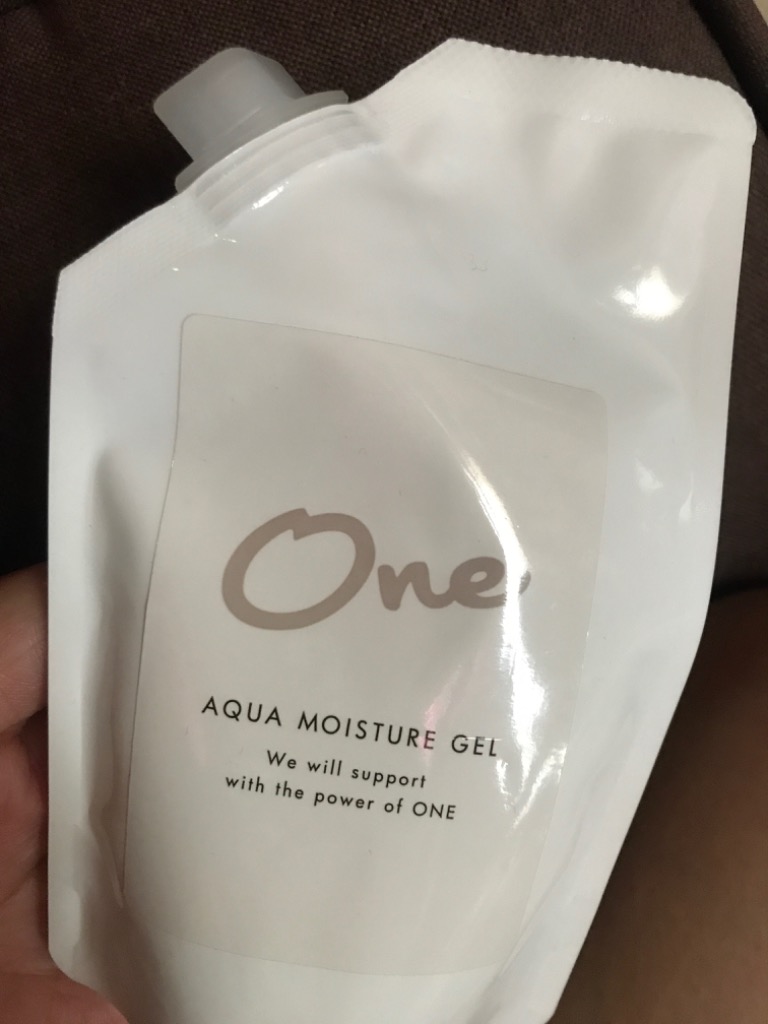 One
AQUA MOISTURE GEL
We will support
with the power of ONE